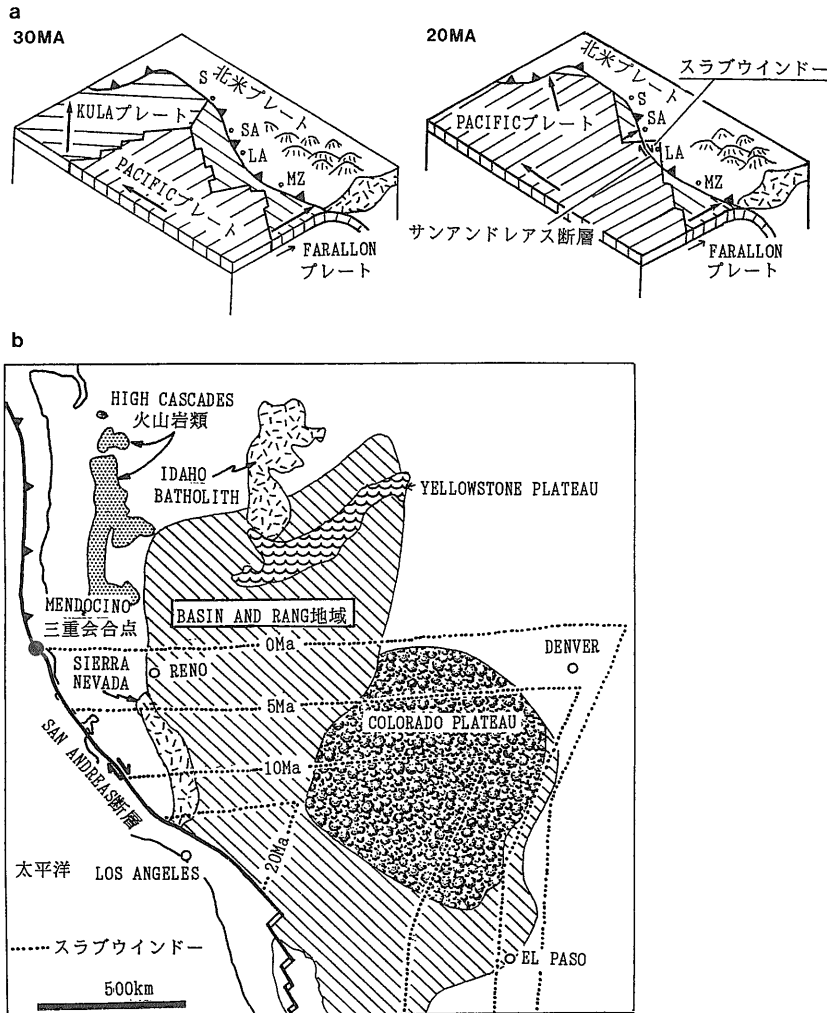 a
30MA
北米プレート
S
KULAプレート
SA
LA
MZ
PACIFICプレート
FARALLON
プレート
20MA
スラブウインドー
北米プレート
S
PACIFICプレート
SA
LA
MZ
サンアンドレアス断層
FARALLON
プレート
b
HIGH CASCADES
火山岩類
IDAHO
BATHOLITH
YELLOWSTONE PLATEAU
MENDOCINO
三重会合点
BASIN AND RANG地域
0Ma
DENVER
SIERRA
NEVADA
RENO
5Ma
COLORADO PLATEAU
10Ma
SAN ANDREAS断層
20Ma
太平洋
LOS ANGELES
スラブウインドー
EL PASO
500km